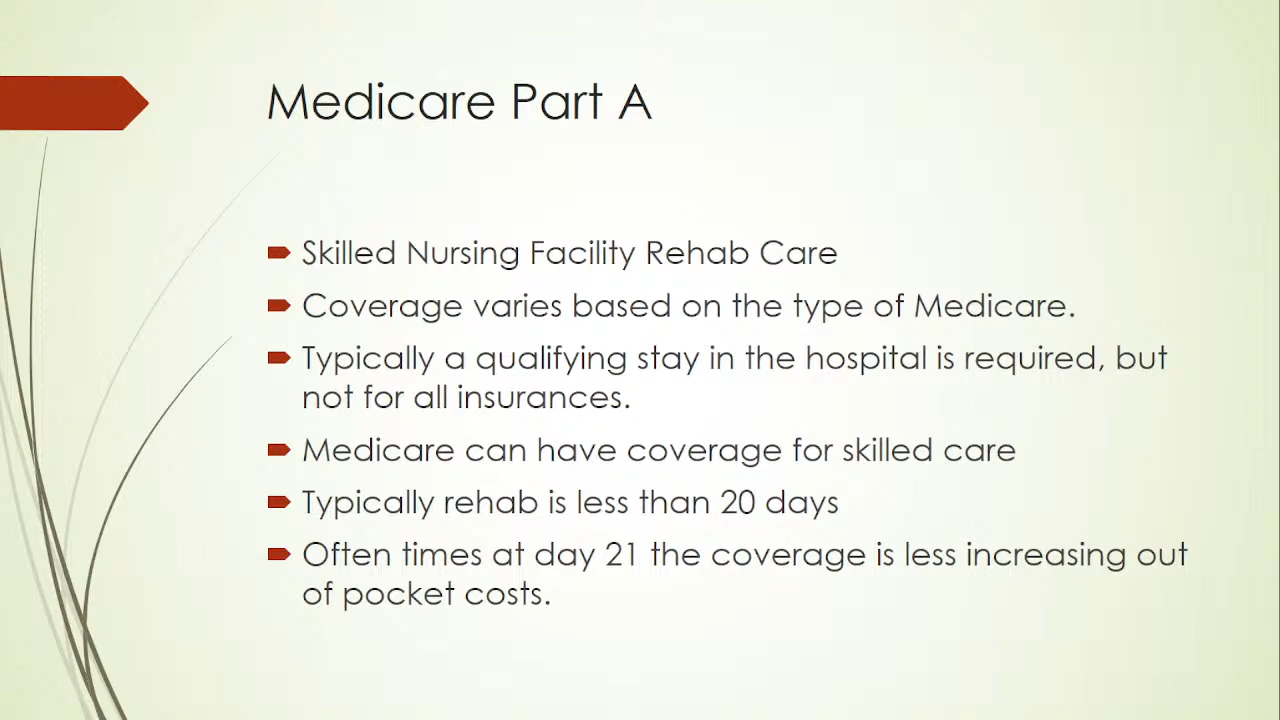 Medicare Part A
Skilled Nursing Facility Rehab Care
Coverage varies based on the type of Medicare.
Typically a qualifying stay in the hospital is required, but
not for all insurances.
Medicare can have coverage for skilled care
Typically rehab is less than 20 days
Often times at day 21 the coverage is less increasing out
of pocket costs.